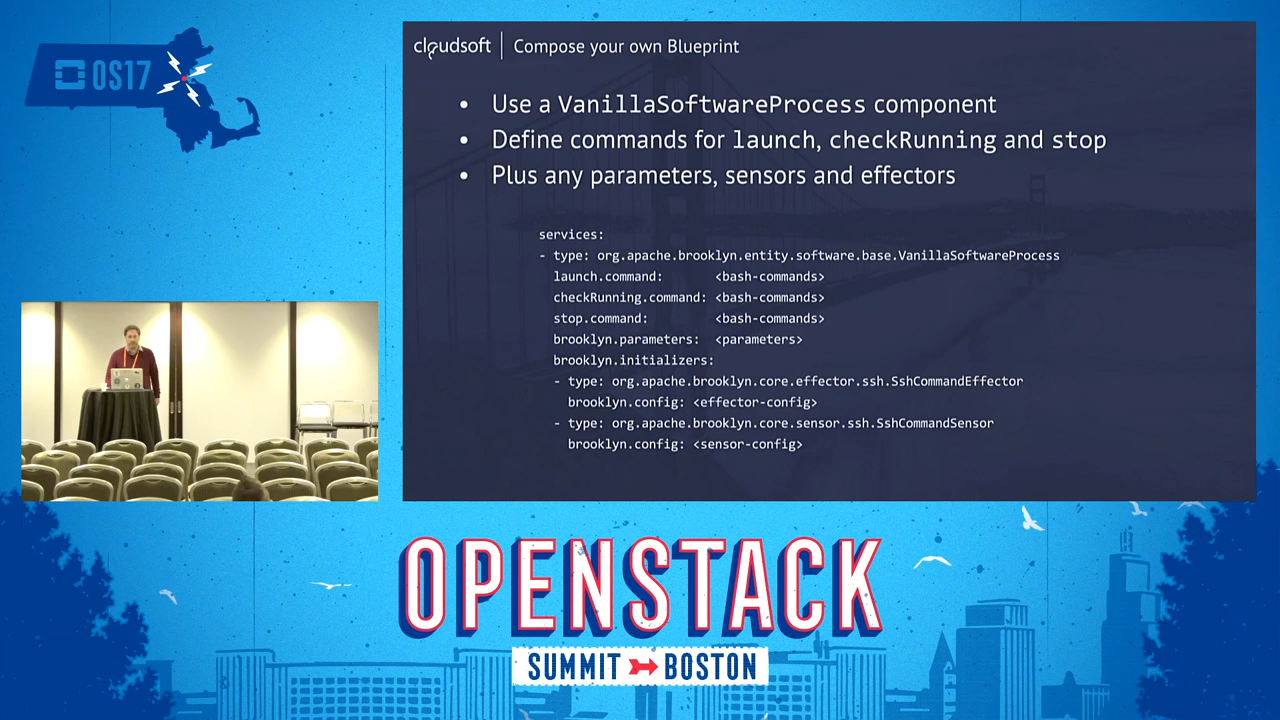 OS17
cloudsoft | Compose your own Blueprint
• Use a VanillaSoftwareProcess component
• Define commands for launch, checkRunning and stop
• Plus any parameters, sensors and effectors
services:
- type: org.apache.brooklyn.entity.software.base.VanillaSoftwareProcess
  launch.command:       <bash-commands>
  checkRunning.command: <bash-commands>
  stop.command:         <bash-commands>
  brooklyn.parameters:  <parameters>
  brooklyn.initializers:
  - type: org.apache.brooklyn.core.effector.ssh.SshCommandEffector
    brooklyn.config: <effector-config>
  - type: org.apache.brooklyn.core.sensor.ssh.SshCommandSensor
    brooklyn.config: <sensor-config>
OPENSTACK
SUMMIT BOSTON